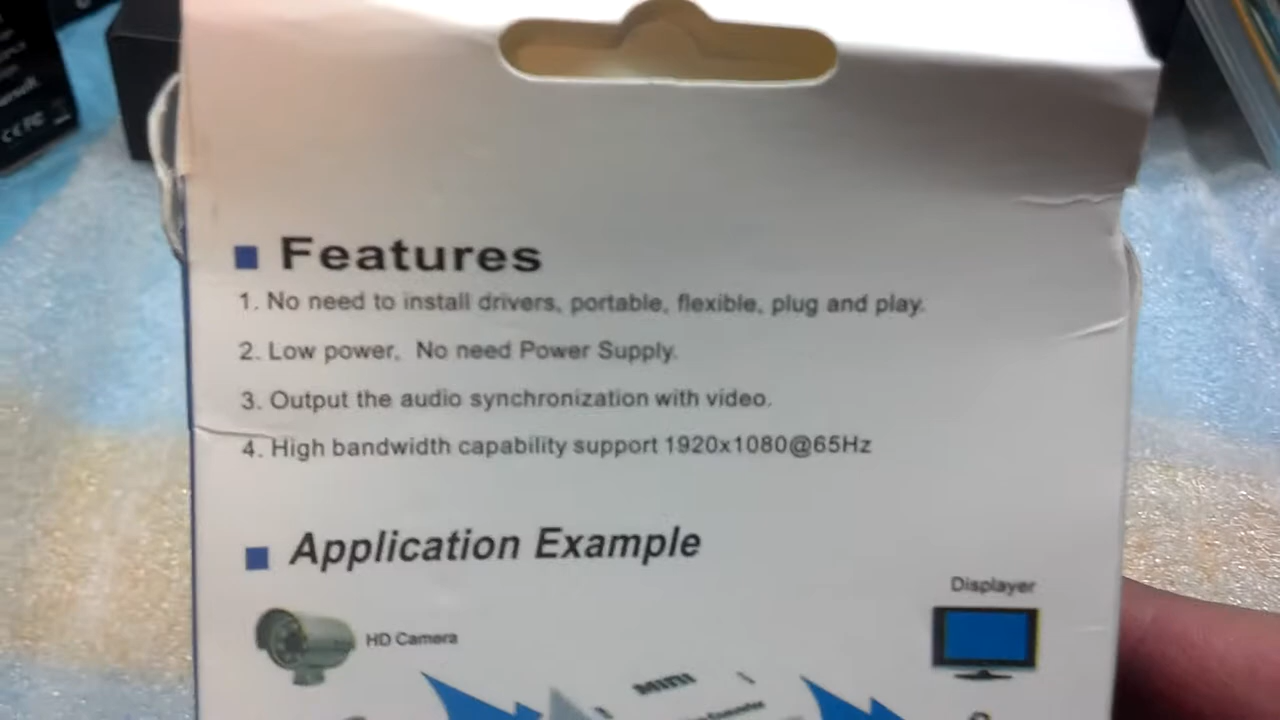 Features
1. No need to install drivers, portable, flexible, plug and play.
2. Low power, No need Power Supply.
3. Output the audio synchronization with video.
4. High bandwidth capability support 1920x1080@65Hz
Application Example
Displayer
HD Camera
MINI